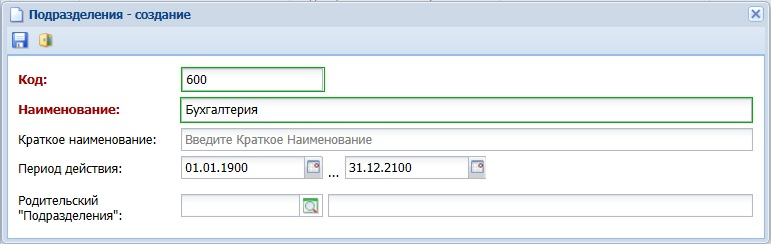 Подразделения - создание
Код: 600
Наименование: Бухгалтерия
Краткое наименование: Введите Краткое Наименование
Период действия: 01.01.1900 ... 31.12.2100
Родительский
"Подразделения":